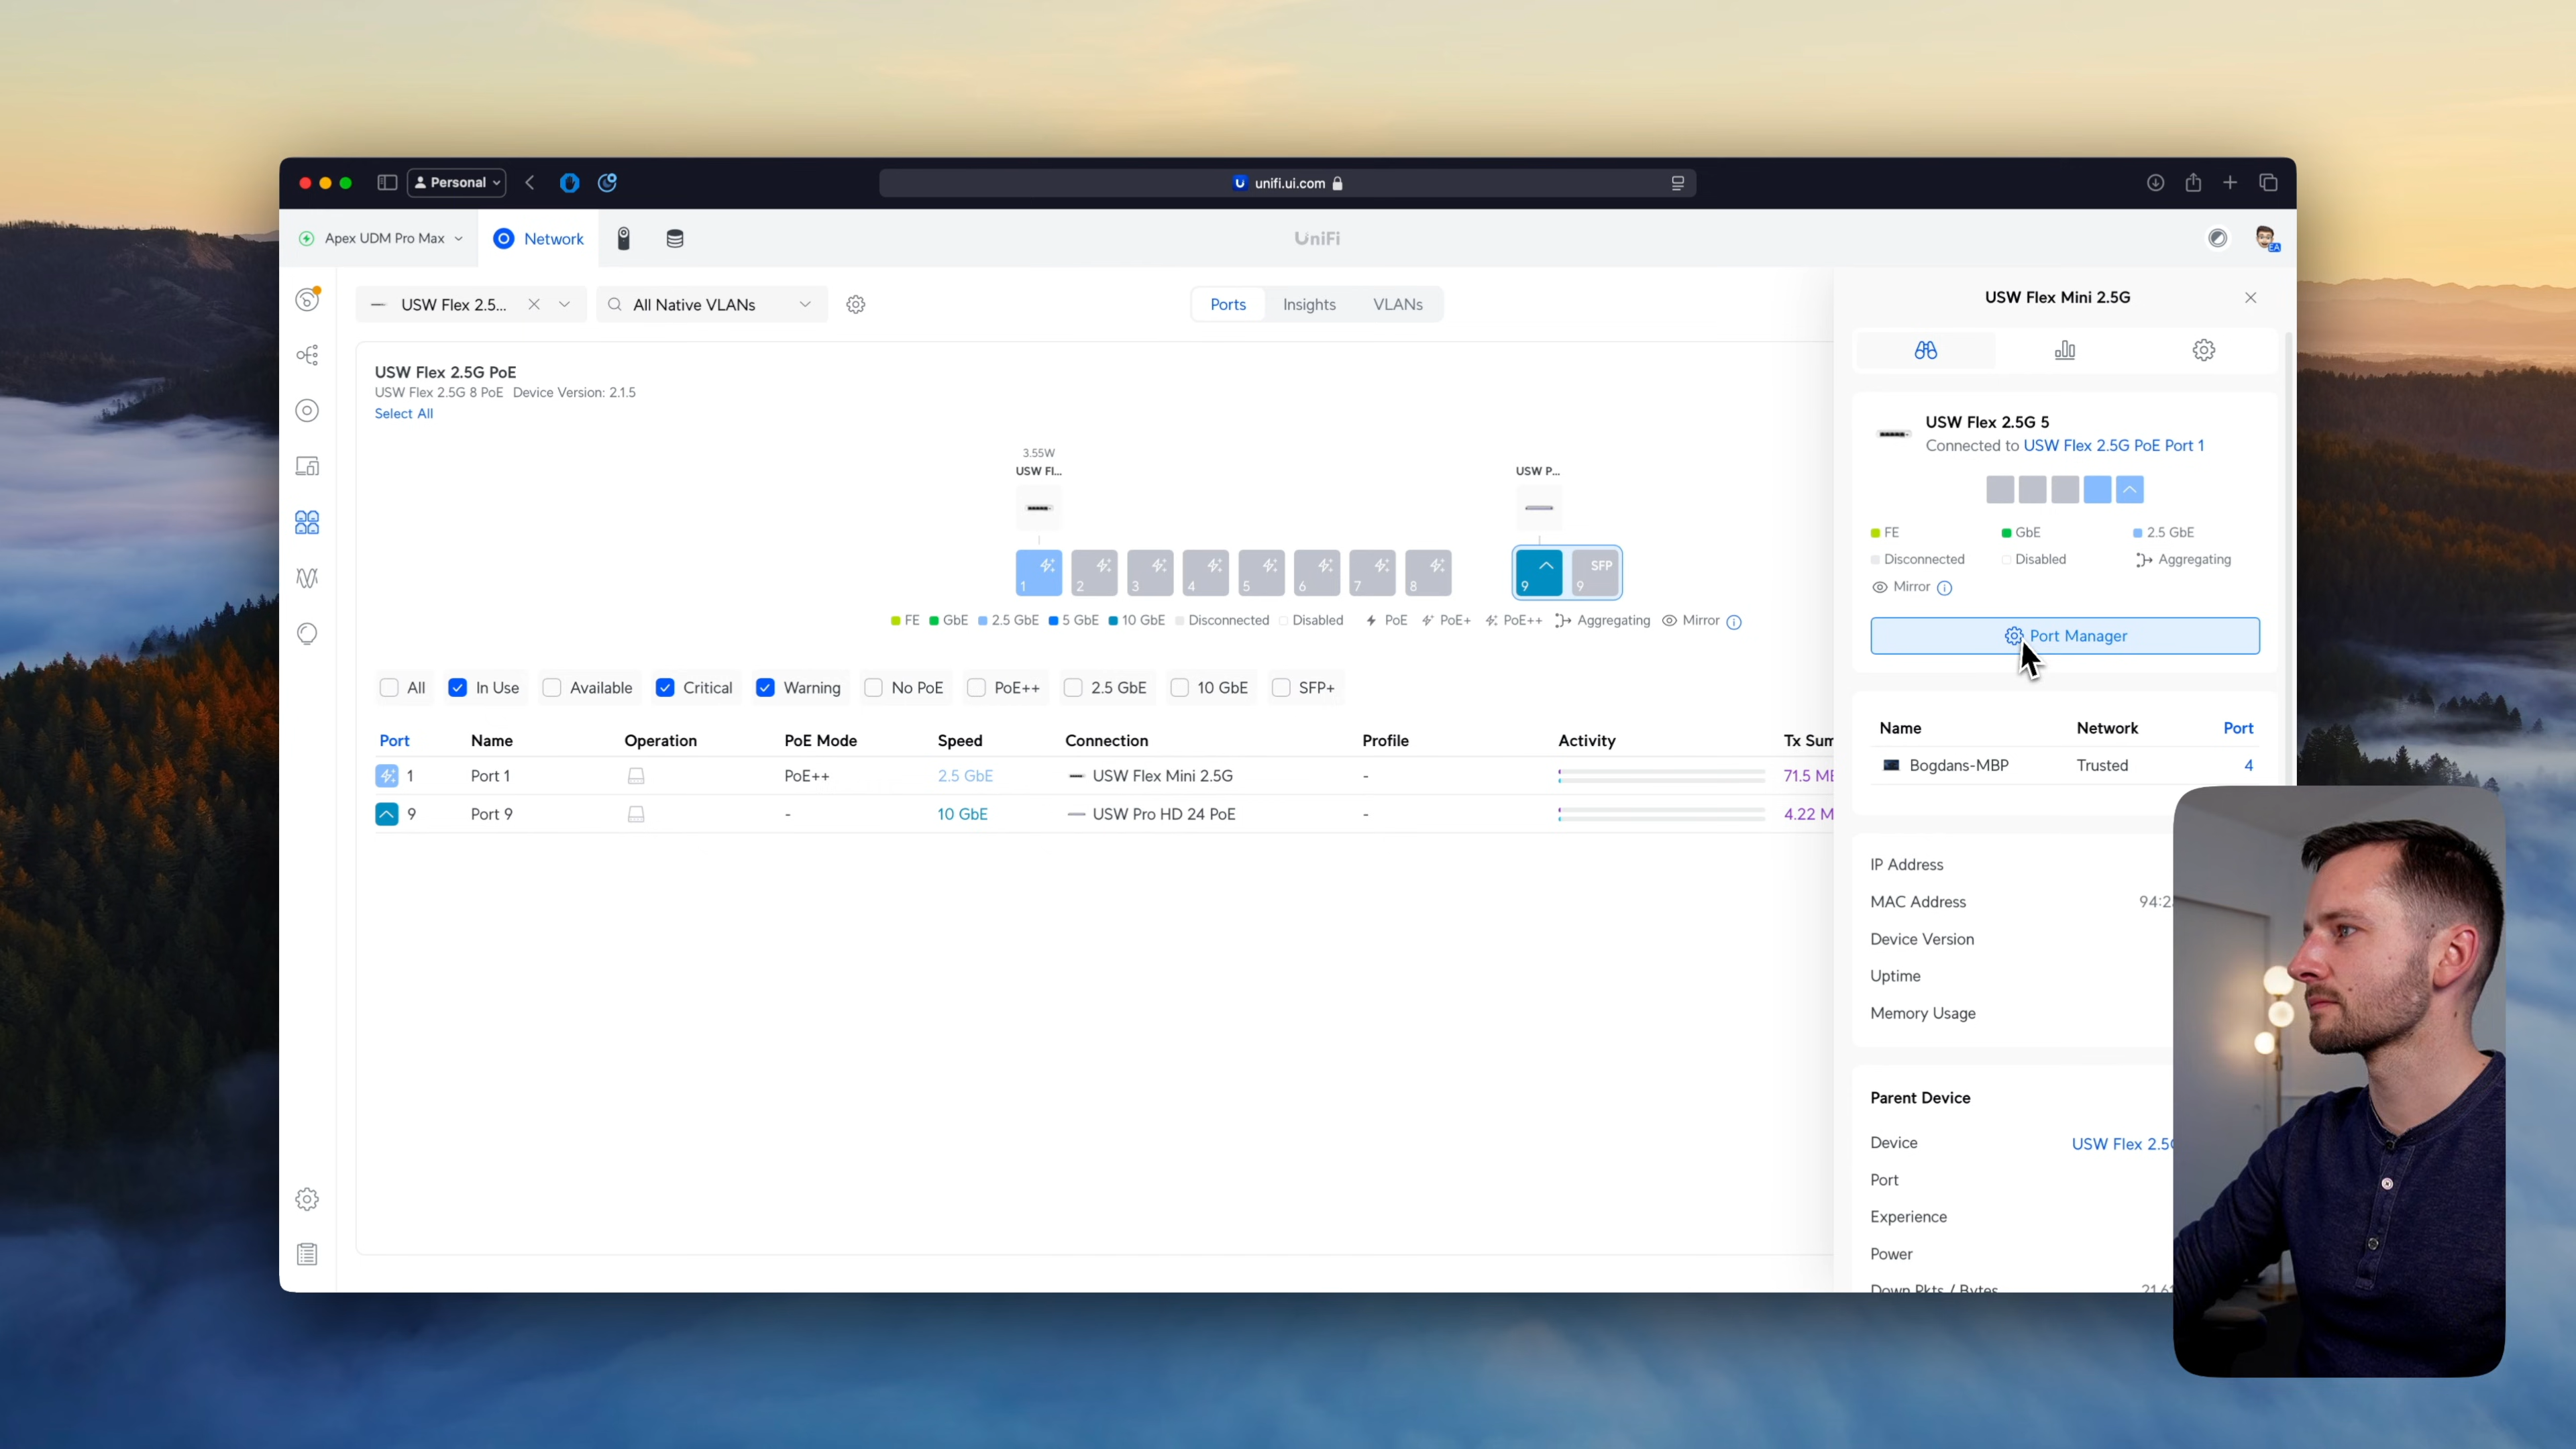 Personal
unifi.ui.com
Apex UDM Pro Max
Network
UniFi
USW Flex 2.5...
All Native VLANs
Ports
Insights
VLANs
USW Flex 2.5G PoE
USW Flex 2.5G 8 PoE Device Version: 2.1.5
Select All
3.55W
USW Fl...
USW P...
1
2
3
4
5
6
7
8
9
SFP
9
FE GbE 2.5 GbE 5 GbE 10 GbE Disconnected Disabled PoE PoE+ PoE++ Aggregating Mirror
All In Use Available Critical Warning No PoE PoE++ 2.5 GbE 10 GbE SFP+
Port Name Operation PoE Mode Speed Connection Profile Activity Tx Sum
1 Port 1 PoE++ 2.5 GbE USW Flex Mini 2.5G - 71.5 ME
9 Port 9 - 10 GbE USW Pro HD 24 PoE - 4.22 M
USW Flex Mini 2.5G
USW Flex 2.5G 5
Connected to USW Flex 2.5G PoE Port 1
FE GbE 2.5 GbE
Disconnected Disabled Aggregating
Mirror
Port Manager
Name Network Port
Bogdans-MBP Trusted 4
IP Address
MAC Address 94:2
Device Version
Uptime
Memory Usage
Parent Device
Device USW Flex 2.5G
Port
Experience
Power
Down Pkts / Bytes 21.6